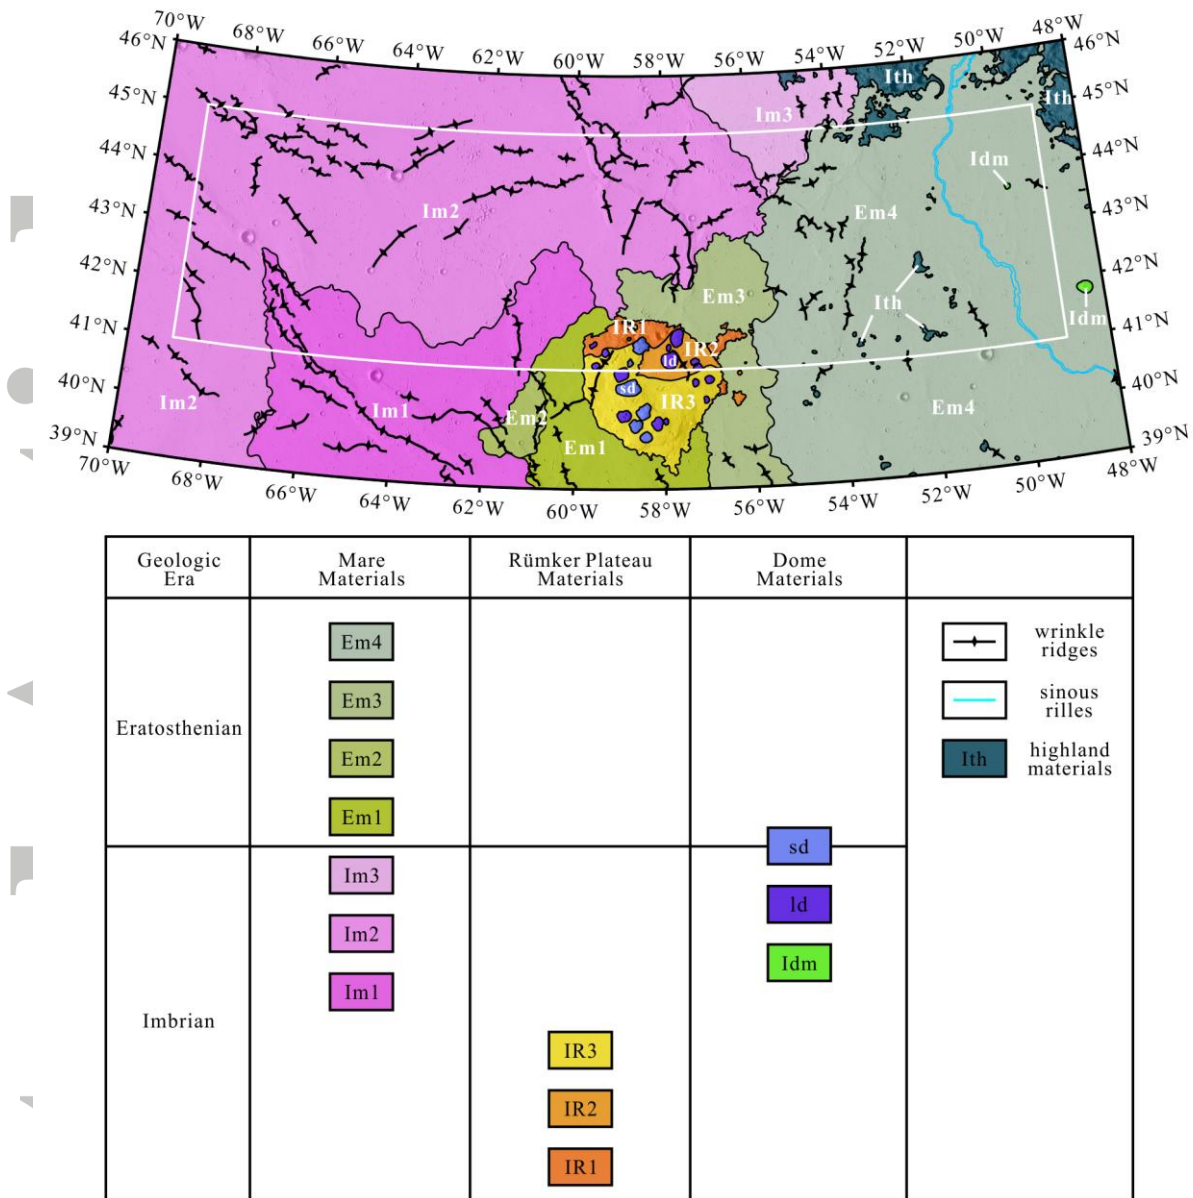 70°W
68°W
66°W
64°W
62°W
60°W
58°W
56°W
54°W
52°W
50°W
48°W
46°N
46°N
45°N
45°N
44°N
44°N
43°N
43°N
42°N
42°N
41°N
41°N
40°N
40°N
39°N
39°N
Ith
Ith
Im3
Idm
Im2
Em4
Em3
Ith
Idm
IR1
IR2
ld
sd
IR3
Im2
Im1
Em2
Em4
Em1
70°W
68°W
66°W
64°W
62°W
60°W
58°W
56°W
54°W
52°W
50°W
48°W
Geologic
Era
Mare
Materials
Rümker Plateau
Materials
Dome
Materials
Eratosthenian
Em4
Em3
Em2
Em1
wrinkle
ridges
sinous
rilles
Ith
highland
materials
sd
ld
Idm
Imbrian
Im3
Im2
Im1
IR3
IR2
IR1